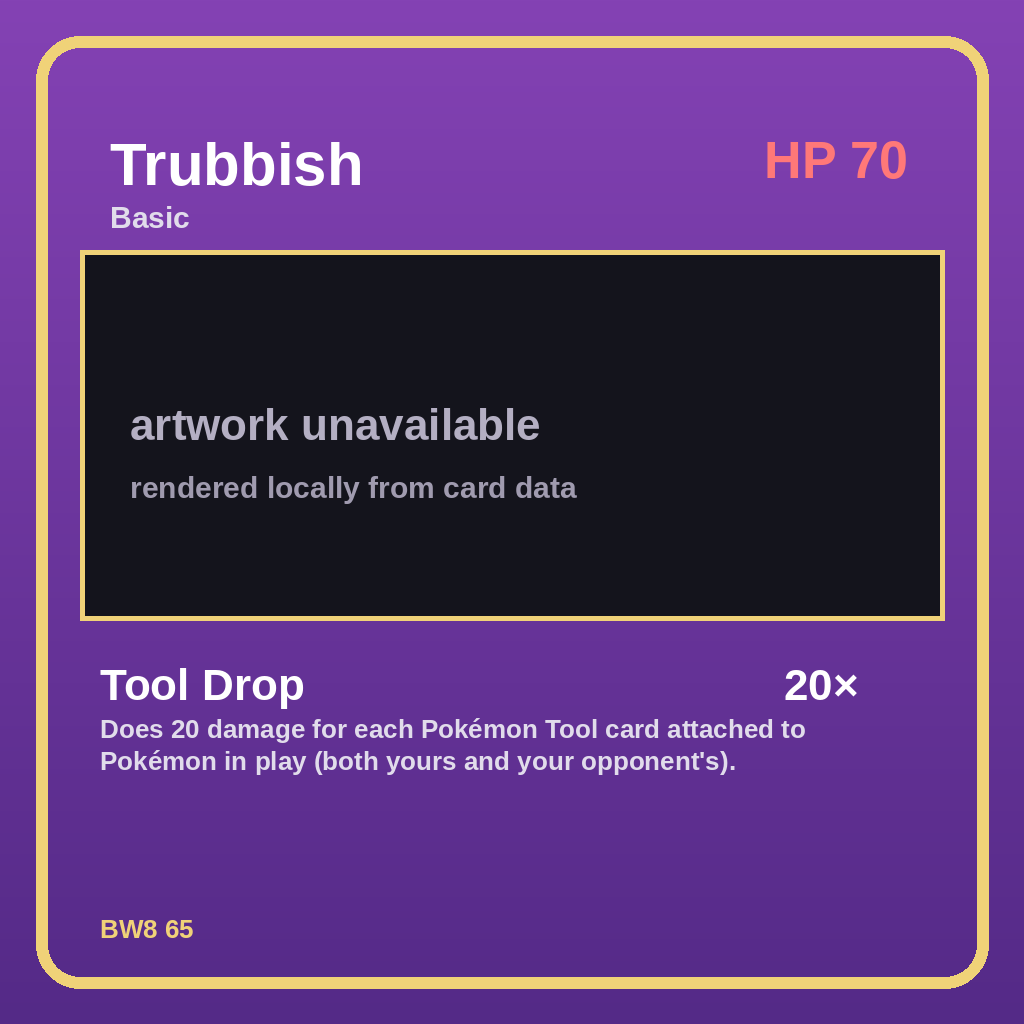 Trubbish
HP 70
Basic
artwork unavailable
rendered locally from card data
Tool Drop
20×
Does 20 damage for each Pokémon Tool card attached to
Pokémon in play (both yours and your opponent's).
BW8 65